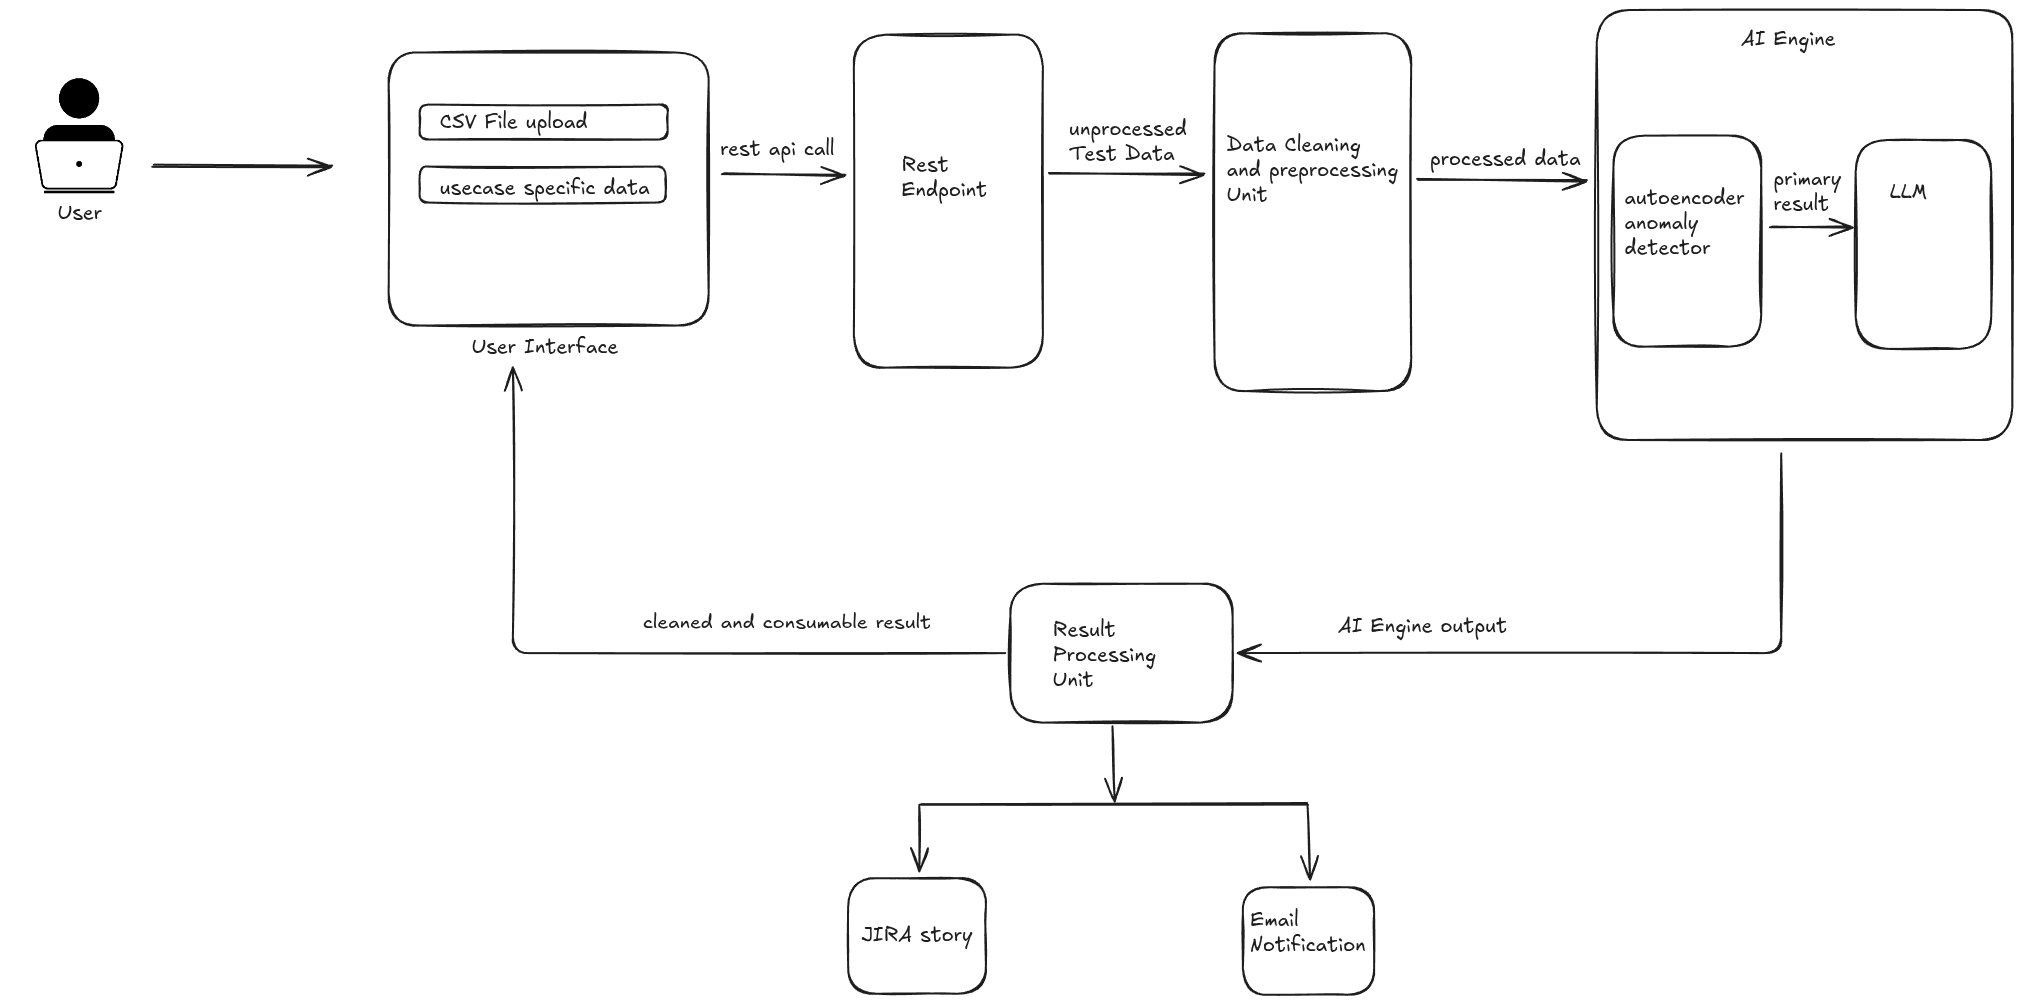 User
CSV File upload
usecase specific data
User Interface
rest api call
Rest
Endpoint
unprocessed
Test Data
Data Cleaning
and preprocessing
Unit
processed data
AI Engine
autoencoder
anomaly
detector
primary
result
LLM
AI Engine output
Result
Processing
Unit
cleaned and consumable result
JIRA story
Email
Notification